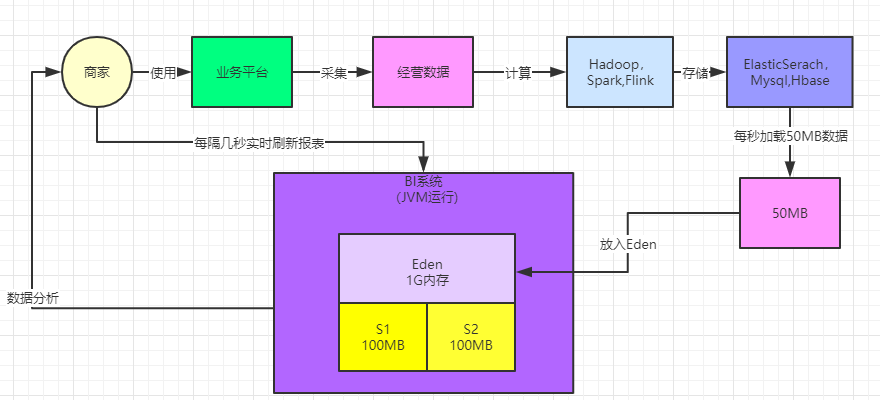 商家
使用
业务平台
采集
经营数据
计算
Hadoop,
Spark,Flink
存储
ElasticSerach,
Mysql,Hbase
每秒加载50MB数据
每隔几秒实时刷新报表
BI系统
(JVM运行)
50MB
放入Eden
Eden
1G内存
数据分析
S1
100MB
S2
100MB